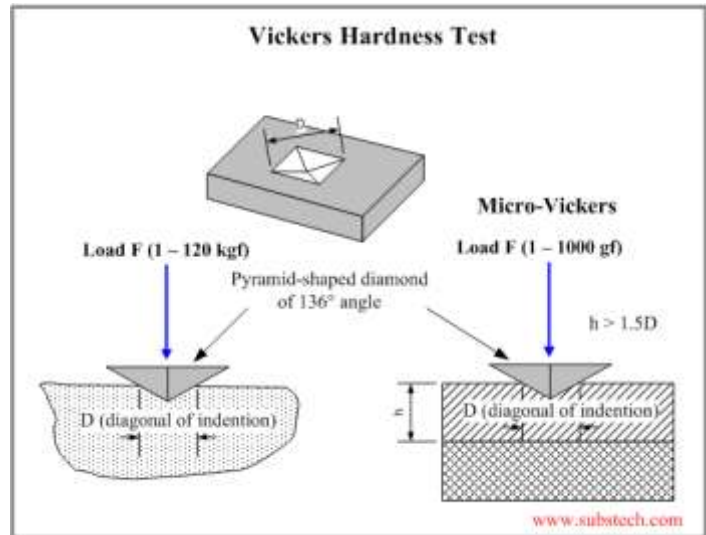 Vickers Hardness Test
D
Micro-Vickers
Load F (1 – 120 kgf)
Load F (1 – 1000 gf)
Pyramid-shaped diamond
of 136° angle
h > 1.5D
D (diagonal of indention)
h
D (diagonal of indention)
www.substech.com